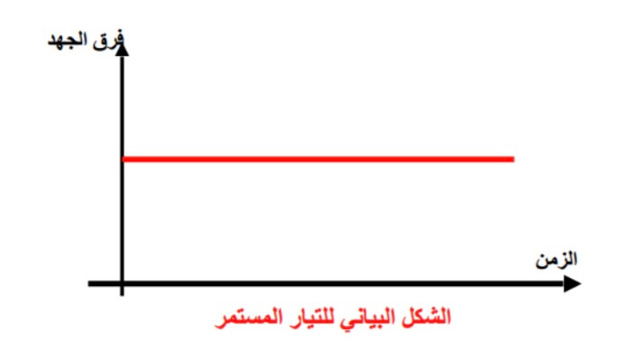 فرق الجهد
الزمن
الشكل البياني للتيار المستمر